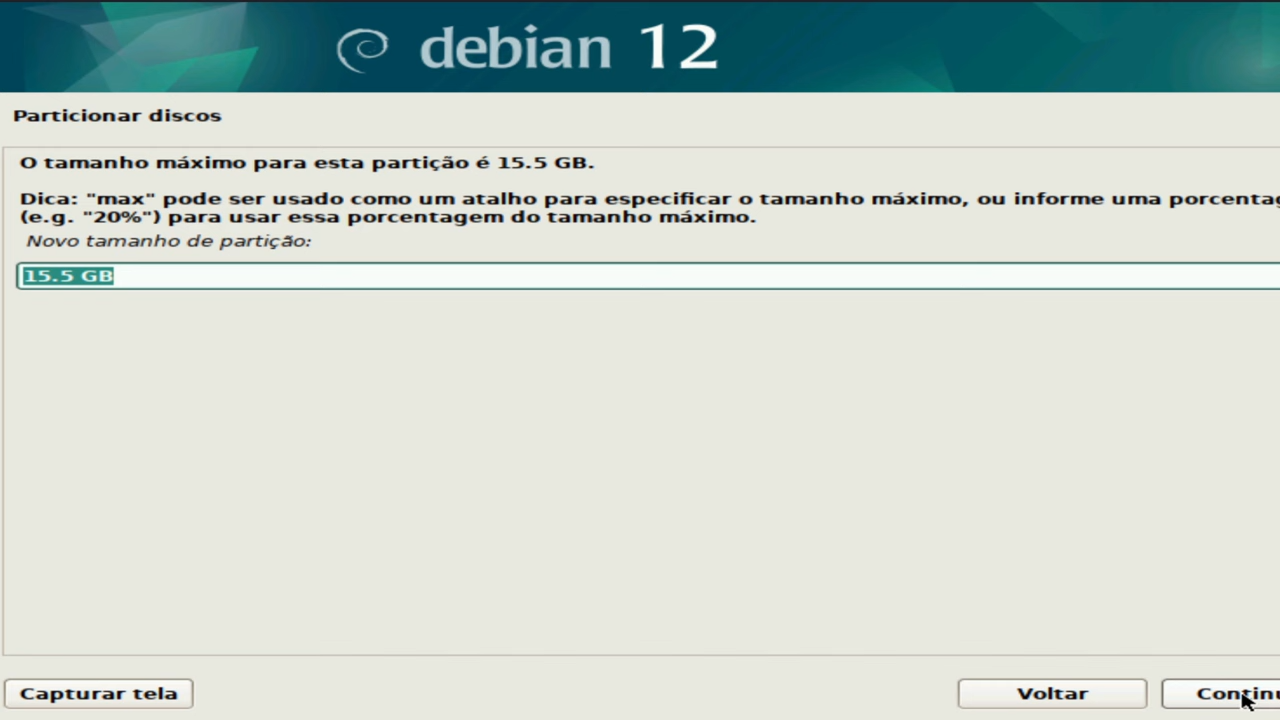 debian 12
Particionar discos
O tamanho máximo para esta partição é 15.5 GB.
Dica: "max" pode ser usado como um atalho para especificar o tamanho máximo, ou informe uma porcentag
(e.g. "20%") para usar essa porcentagem do tamanho máximo.
Novo tamanho de partição:
15.5 GB
Capturar tela
Voltar
Continu